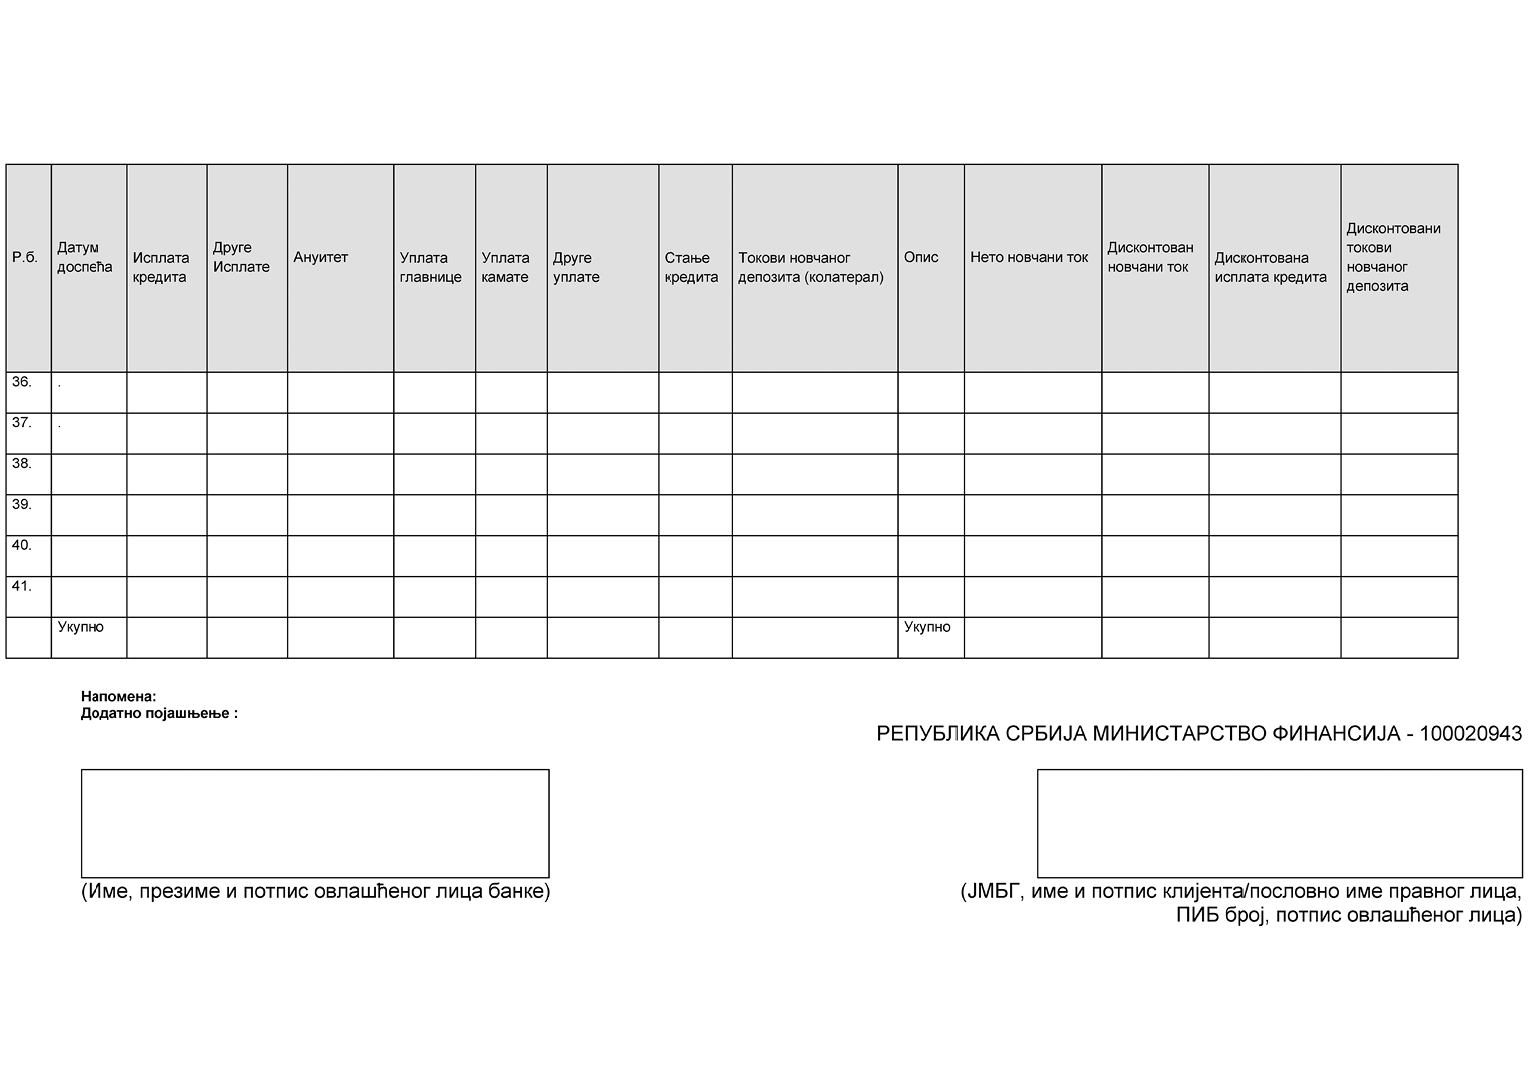 Р.б.
Датум
доспећа
Исплата
кредита
Друге
Исплате
Ануитет
Уплата
главнице
Уплата
камате
Друге
уплате
Стање
кредита
Токови новчаног
депозита (колатерал)
Опис
Нето новчани ток
Дисконтован
новчани ток
Дисконтована
исплата кредита
Дисконтовани
токови
новчаног
депозита
36. .
37. .
38.
39.
40.
41.
Укупно Укупно
Напомена:
Додатно појашњење :
РЕПУБЛИКА СРБИЈА МИНИСТАРСТВО ФИНАНСИЈА - 100020943
(Име, презиме и потпис овлашћеног лица банке)
(ЈМБГ, име и потпис клијента/пословно име правног лица,
ПИБ број, потпис овлашћеног лица)